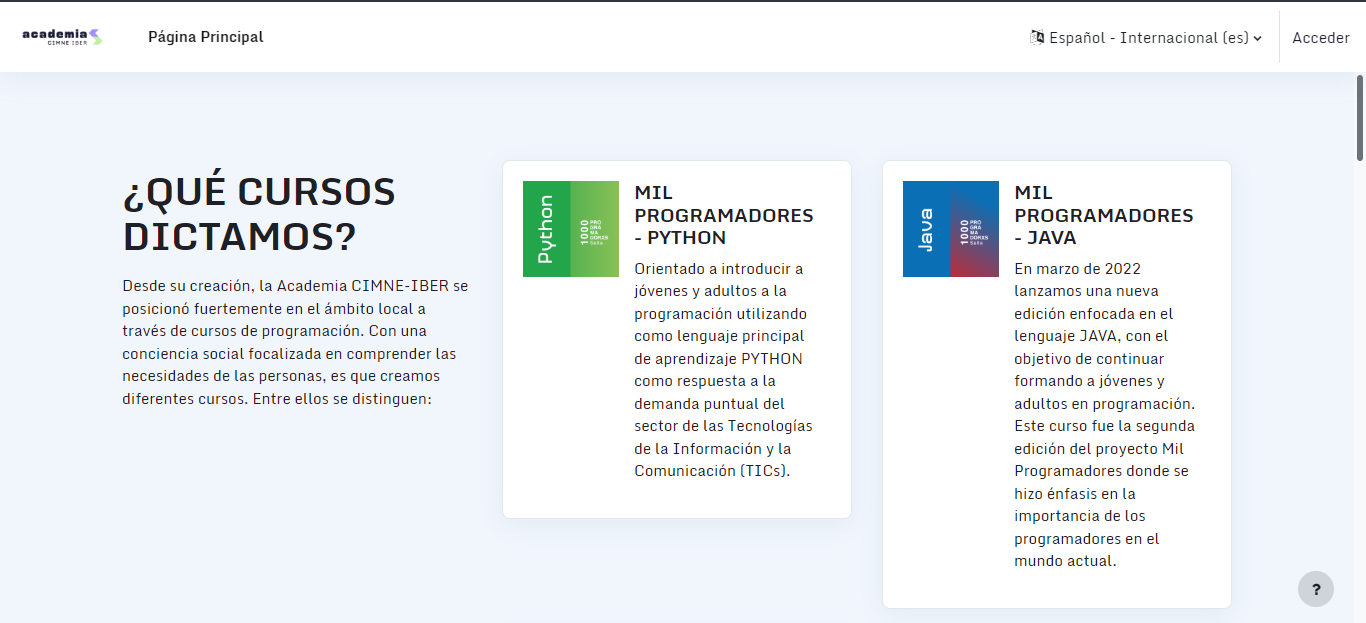 academia
CIMNE IBER
Página Principal
Español - Internacional (es)
Acceder
¿QUÉ CURSOS
DICTAMOS?
Desde su creación, la Academia CIMNE-IBER se
posicionó fuertemente en el ámbito local a
través de cursos de programación. Con una
conciencia social focalizada en comprender las
necesidades de las personas, es que creamos
diferentes cursos. Entre ellos se distinguen:
Python
1000
PRO
GRA
MA
DORXS
Salta
MIL
PROGRAMADORES
- PYTHON
Orientado a introducir a
jóvenes y adultos a la
programación utilizando
como lenguaje principal
de aprendizaje PYTHON
como respuesta a la
demanda puntual del
sector de las Tecnologías
de la Información y la
Comunicación (TICs).
Java
1000
PRO
GRA
MA
DORXS
Salta
MIL
PROGRAMADORES
- JAVA
En marzo de 2022
lanzamos una nueva
edición enfocada en el
lenguaje JAVA, con el
objetivo de continuar
formando a jóvenes y
adultos en programación.
Este curso fue la segunda
edición del proyecto Mil
Programadores donde se
hizo énfasis en la
importancia de los
programadores en el
mundo actual.
?